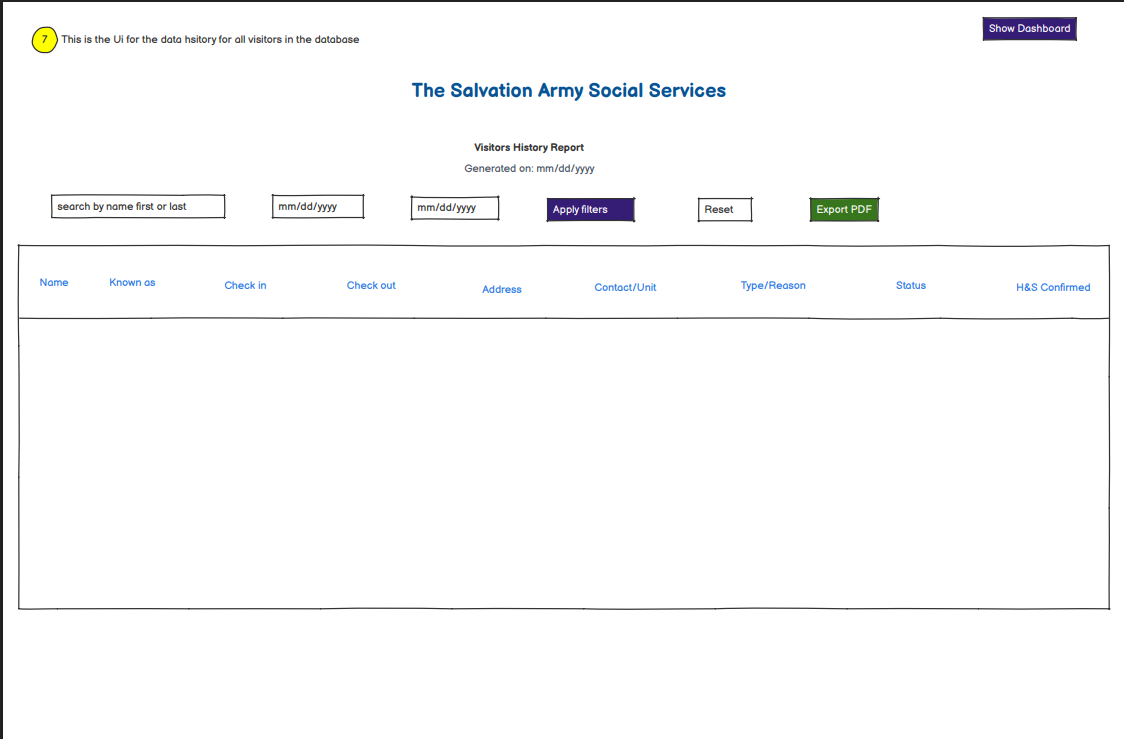 7 This is the Ui for the data hsitory for all visitors in the database
Show Dashboard
The Salvation Army Social Services
Visitors History Report
Generated on: mm/dd/yyyy
search by name first or last
mm/dd/yyyy
mm/dd/yyyy
Apply filters
Reset
Export PDF
Name
Known as
Check in
Check out
Address
Contact/Unit
Type/Reason
Status
H&S Confirmed